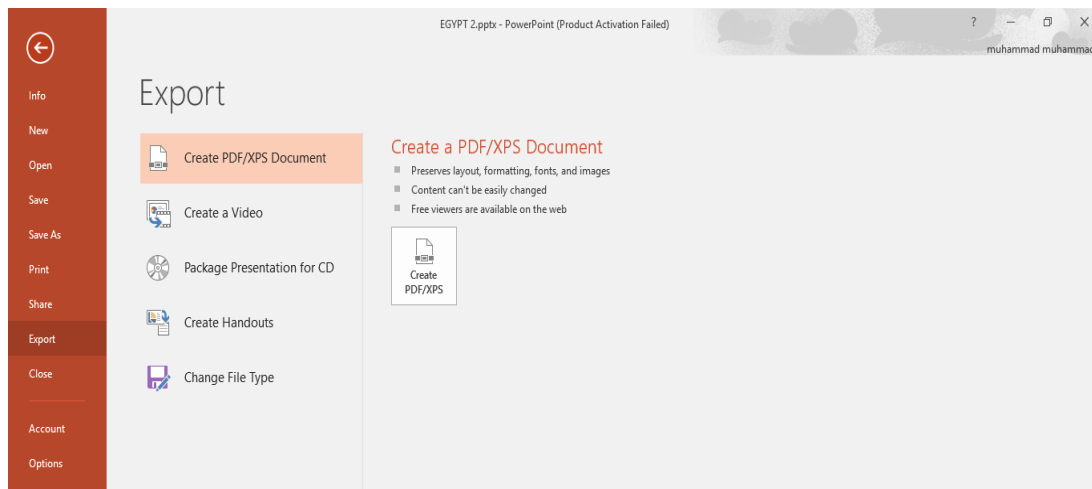 EGYPT 2.pptx - PowerPoint (Product Activation Failed)
?
muhammad muhammad
Info
New
Open
Save
Save As
Print
Share
Export
Close
Account
Options
Export
Create PDF/XPS Document
Create a Video
Package Presentation for CD
Create Handouts
Change File Type
Create a PDF/XPS Document
Preserves layout, formatting, fonts, and images
Content can't be easily changed
Free viewers are available on the web
Create
PDF/XPS